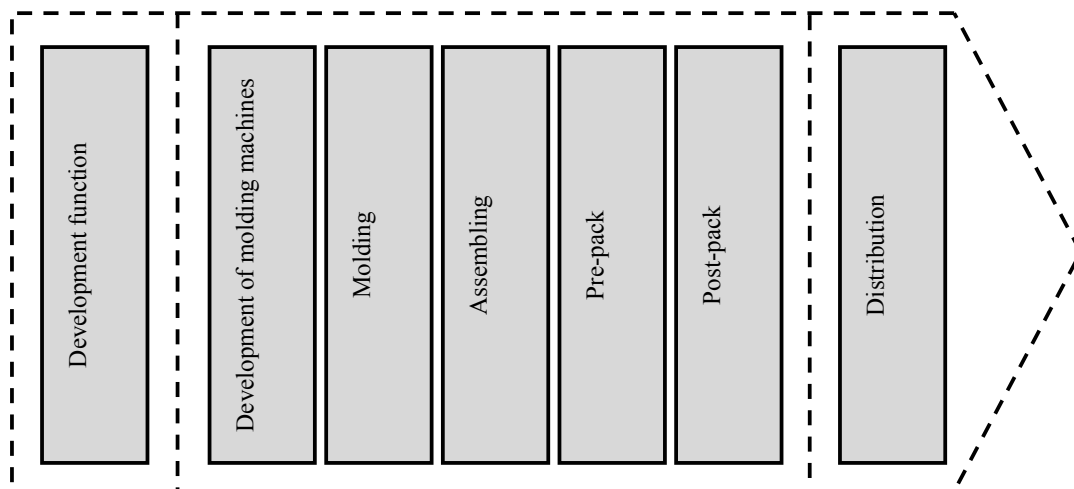 Development function
Development of molding machines
Molding
Assembling
Pre-pack
Post-pack
Distribution